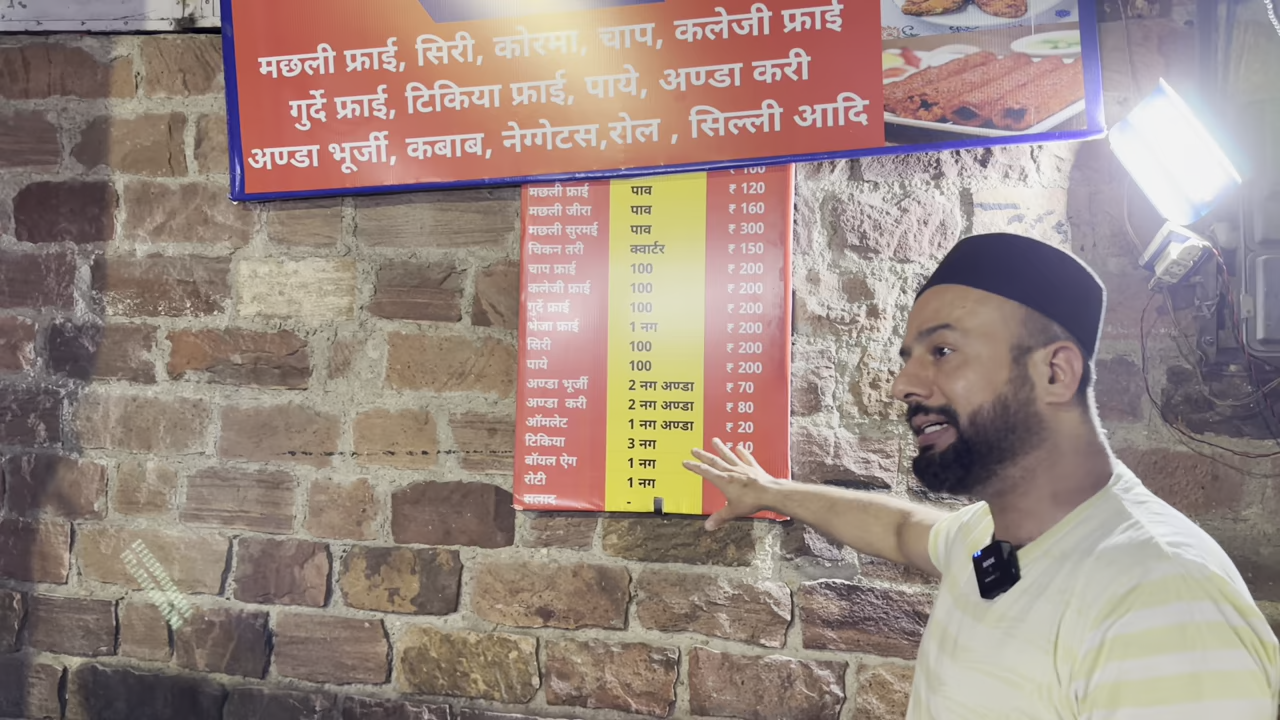 मछली फ्राई, सिरी, कोरमा, चाप, कलेजी फ्राई
गुर्दे फ्राई, टिकिया फ्राई, पाये, अण्डा करी
अण्डा भूर्जी, कबाब, नेग्गेटस,रोल , सिल्ली आदि
₹ 100
मछली फ्राई पाव ₹ 120
मछली जीरा पाव ₹ 160
मछली सुरमई पाव ₹ 300
चिकन तरी क्वार्टर ₹ 150
चाप फ्राई 100 ₹ 200
कलेजी फ्राई 100 ₹ 200
गुर्दे फ्राई 100 ₹ 200
भेजा फ्राई 1 नग ₹ 200
सिरी 100 ₹ 200
पाये 100 ₹ 200
अण्डा भूर्जी 2 नग अण्डा ₹ 70
अण्डा करी 2 नग अण्डा ₹ 80
ऑमलेट 1 नग अण्डा ₹ 20
टिकिया 3 नग ₹ 10
बॉयल ऐग 1 नग
रोटी 1 नग
सलाद -